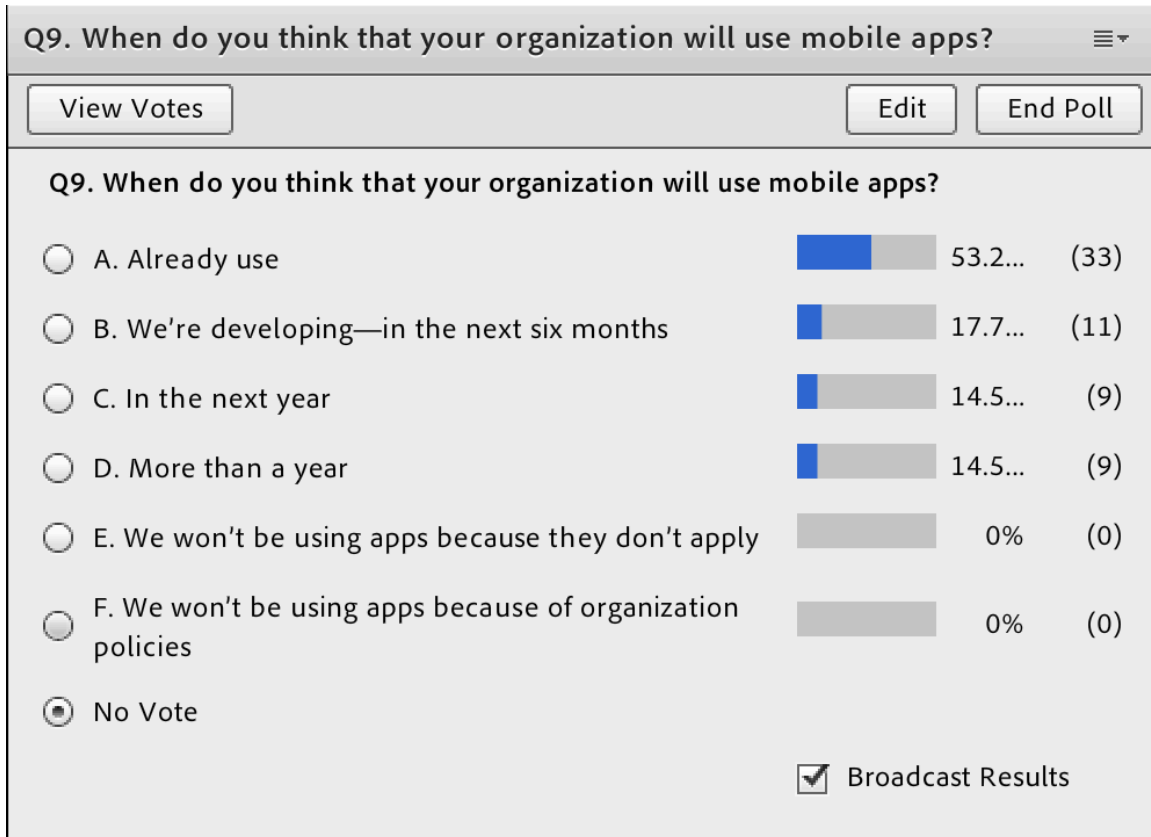 Q9. When do you think that your organization will use mobile apps?
View Votes Edit End Poll
Q9. When do you think that your organization will use mobile apps?
A. Already use 53.2... (33)
B. We're developing—in the next six months 17.7... (11)
C. In the next year 14.5... (9)
D. More than a year 14.5... (9)
E. We won't be using apps because they don't apply 0% (0)
F. We won't be using apps because of organization
policies 0% (0)
No Vote
Broadcast Results